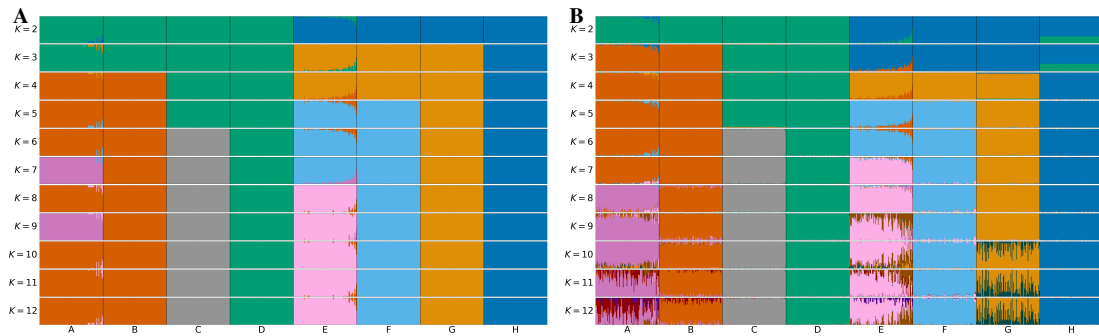 A
K = 2
K = 3
K = 4
K = 5
K = 6
K = 7
K = 8
K = 9
K = 10
K = 11
K = 12
A B C D E F G H
B
K = 2
K = 3
K = 4
K = 5
K = 6
K = 7
K = 8
K = 9
K = 10
K = 11
K = 12
A B C D E F G H